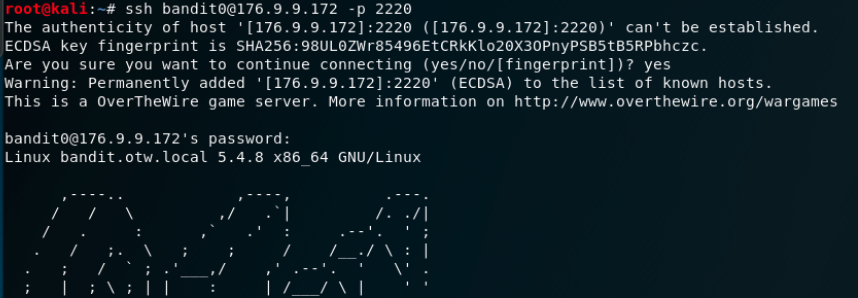 root@kali:~# ssh bandit0@176.9.9.172 -p 2220
The authenticity of host '[176.9.9.172]:2220 ([176.9.9.172]:2220)' can't be established.
ECDSA key fingerprint is SHA256:98UL0ZWr85496EtCRkKlo20X3OPnyPSB5tB5RPbhczc.
Are you sure you want to continue connecting (yes/no/[fingerprint])? yes
Warning: Permanently added '[176.9.9.172]:2220' (ECDSA) to the list of known hosts.
This is a OverTheWire game server. More information on http://www.overthewire.org/wargames
bandit0@176.9.9.172's password:
Linux bandit.otw.local 5.4.8 x86_64 GNU/Linux